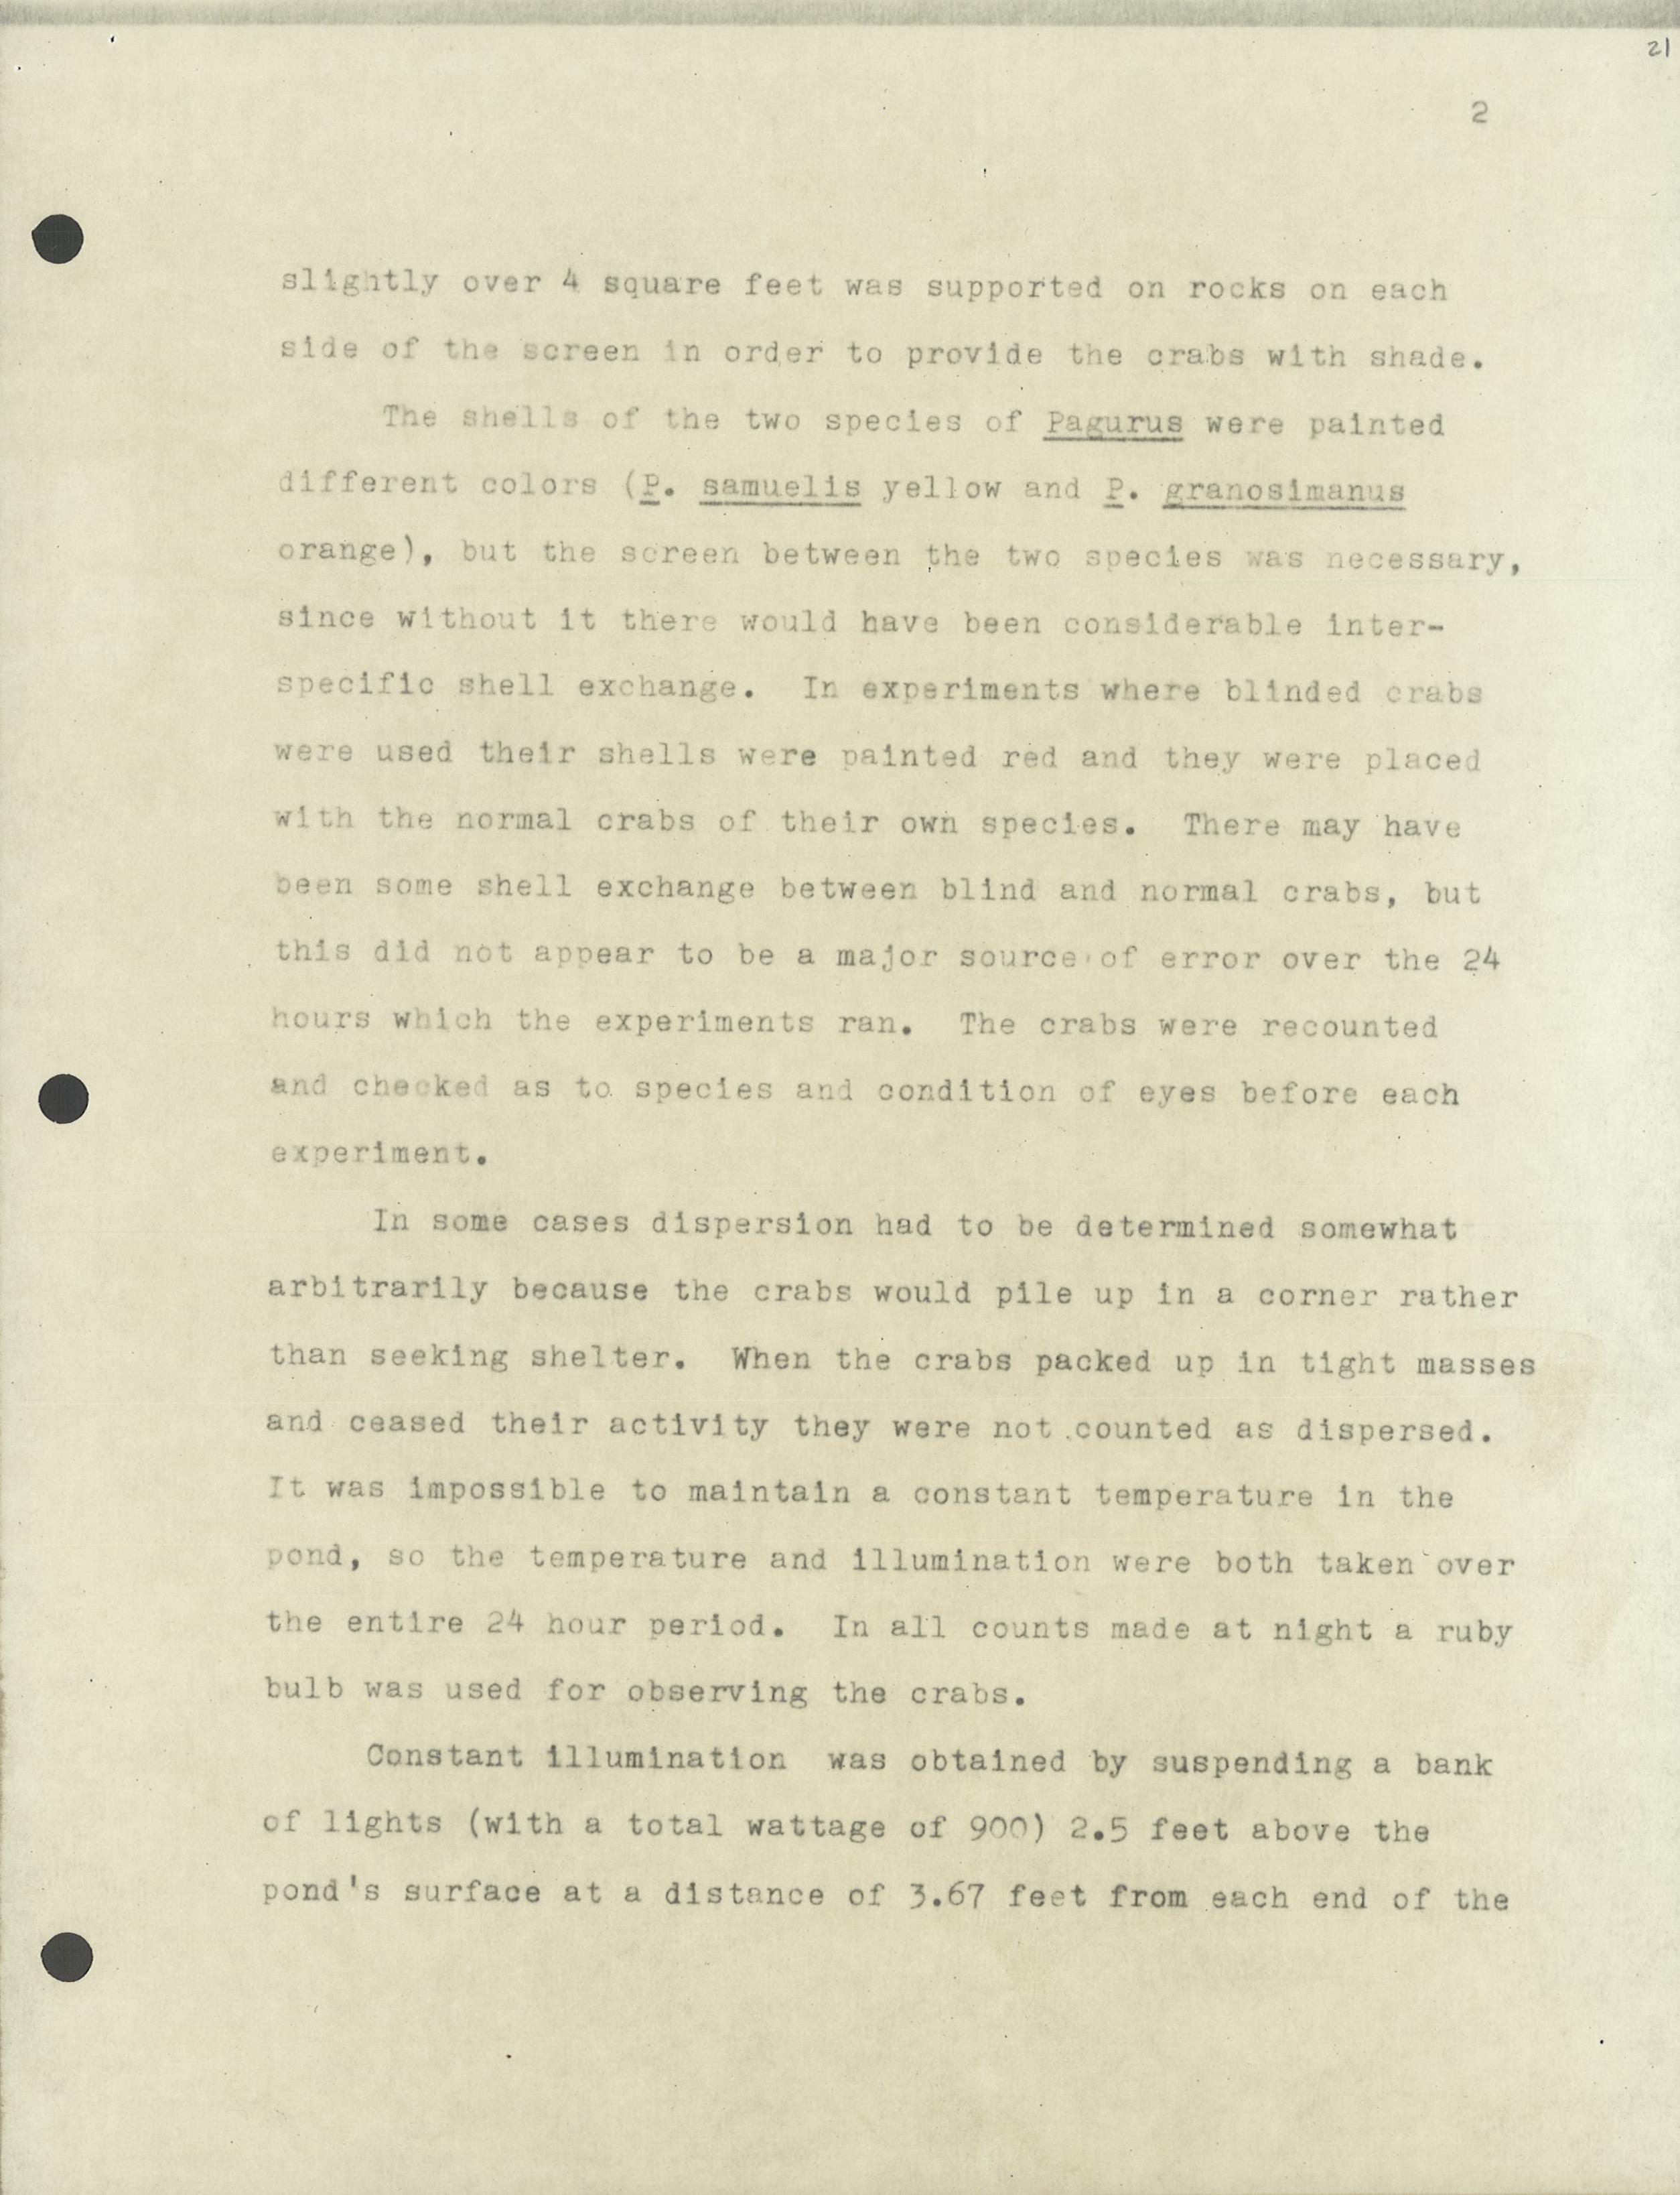 21
2
slightly over 4 square feet was supported on rocks on each
side of the screen in order to provide the crabs with shade.
The shells of the two species of Pagurus were painted
different colors (P. samuelis yellow and P. granosimanus
orange), but the screen between the two species was necessary,
since without it there would have been considerable inter-
specific shell exchange.  In experiments where blinded crabs
were used their shells were painted red and they were placed
with the normal crabs of their own species.  There may have
been some shell exchange between blind and normal crabs, but
this did not appear to be a major source of error over the 24
hours which the experiments ran.  The crabs were recounted
and checked as to species and condition of eyes before each
experiment.
In some cases dispersion had to be determined somewhat
arbitrarily because the crabs would pile up in a corner rather
than seeking shelter.  When the crabs packed up in tight masses
and ceased their activity they were not counted as dispersed.
It was impossible to maintain a constant temperature in the
pond, so the temperature and illumination were both taken over
the entire 24 hour period.  In all counts made at night a ruby
bulb was used for observing the crabs.
Constant illumination  was obtained by suspending a bank
of lights (with a total wattage of 900) 2.5 feet above the
pond's surface at a distance of 3.67 feet from each end of the